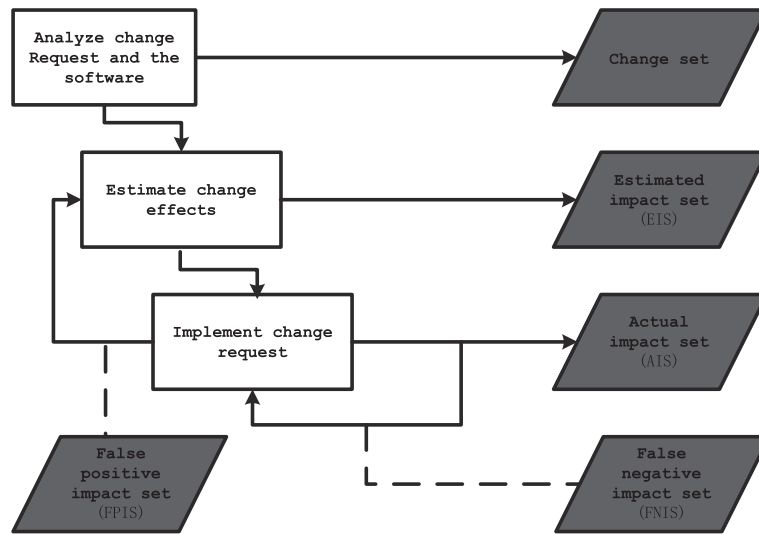 Analyze change
Request and the
software
Change set
Estimate change
effects
Estimated
impact set
(EIS)
Implement change
request
Actual
impact set
(AIS)
False
positive
impact set
(FPIS)
False
negative
impact set
(FNIS)